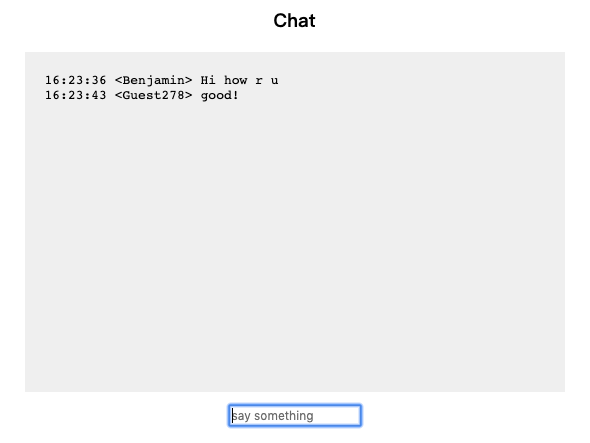 Chat
16:23:36 <Benjamin> Hi how r u
16:23:43 <Guest278> good!
say something